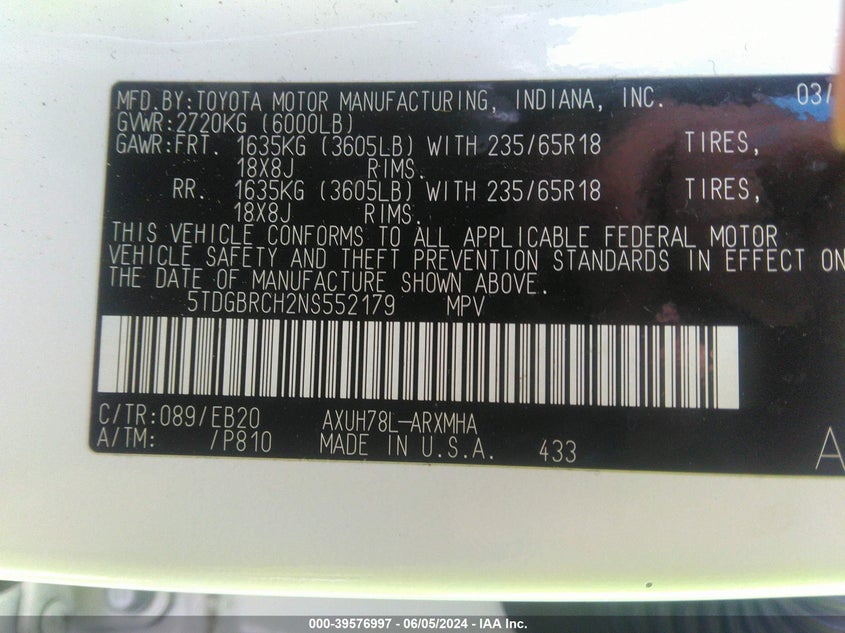 MFD.BY:TOYOTA MOTOR MANUFACTURING, INDIANA, INC. 03/
GVWR:2720KG (6000LB)
GAWR:FRT. 1635KG (3605LB) WITH 235/65R18 TIRES,
18X8J RIMS.
RR. 1635KG (3605LB) WITH 235/65R18 TIRES,
18X8J RIMS.
THIS VEHICLE CONFORMS TO ALL APPLICABLE FEDERAL MOTOR
VEHICLE SAFETY AND THEFT PREVENTION STANDARDS IN EFFECT ON
THE DATE OF MANUFACTURE SHOWN ABOVE.
5TDGBRCH2NS552179 MPV
C/TR:089/EB20 AXUH78L-ARXMHA
A/TM: /P810 MADE IN U.S.A. 433 A
000-39576997 - 06/05/2024 - IAA Inc.